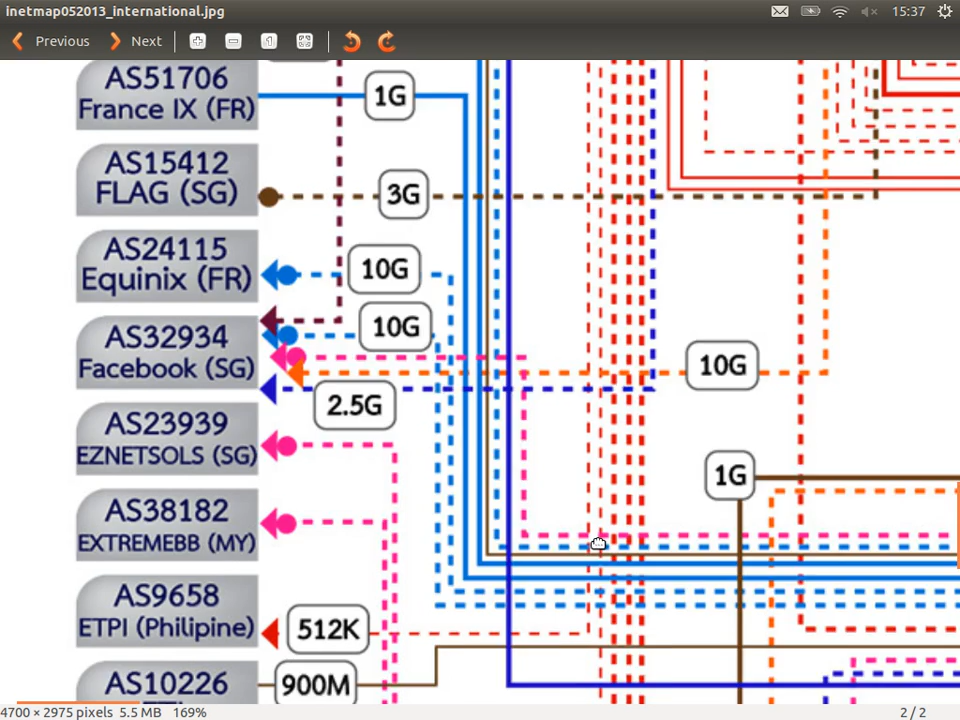 inetmap052013_international.jpg
15:37
Previous
Next
AS51706
France IX (FR)
1G
AS15412
FLAG (SG)
3G
AS24115
Equinix (FR)
10G
AS32934
Facebook (SG)
10G
10G
2.5G
AS23939
EZNETSOLS (SG)
1G
AS38182
EXTREMEBB (MY)
AS9658
ETPI (Philipine)
512K
AS10226
900M
4700 × 2975 pixels 5.5 MB 169%
2 / 2